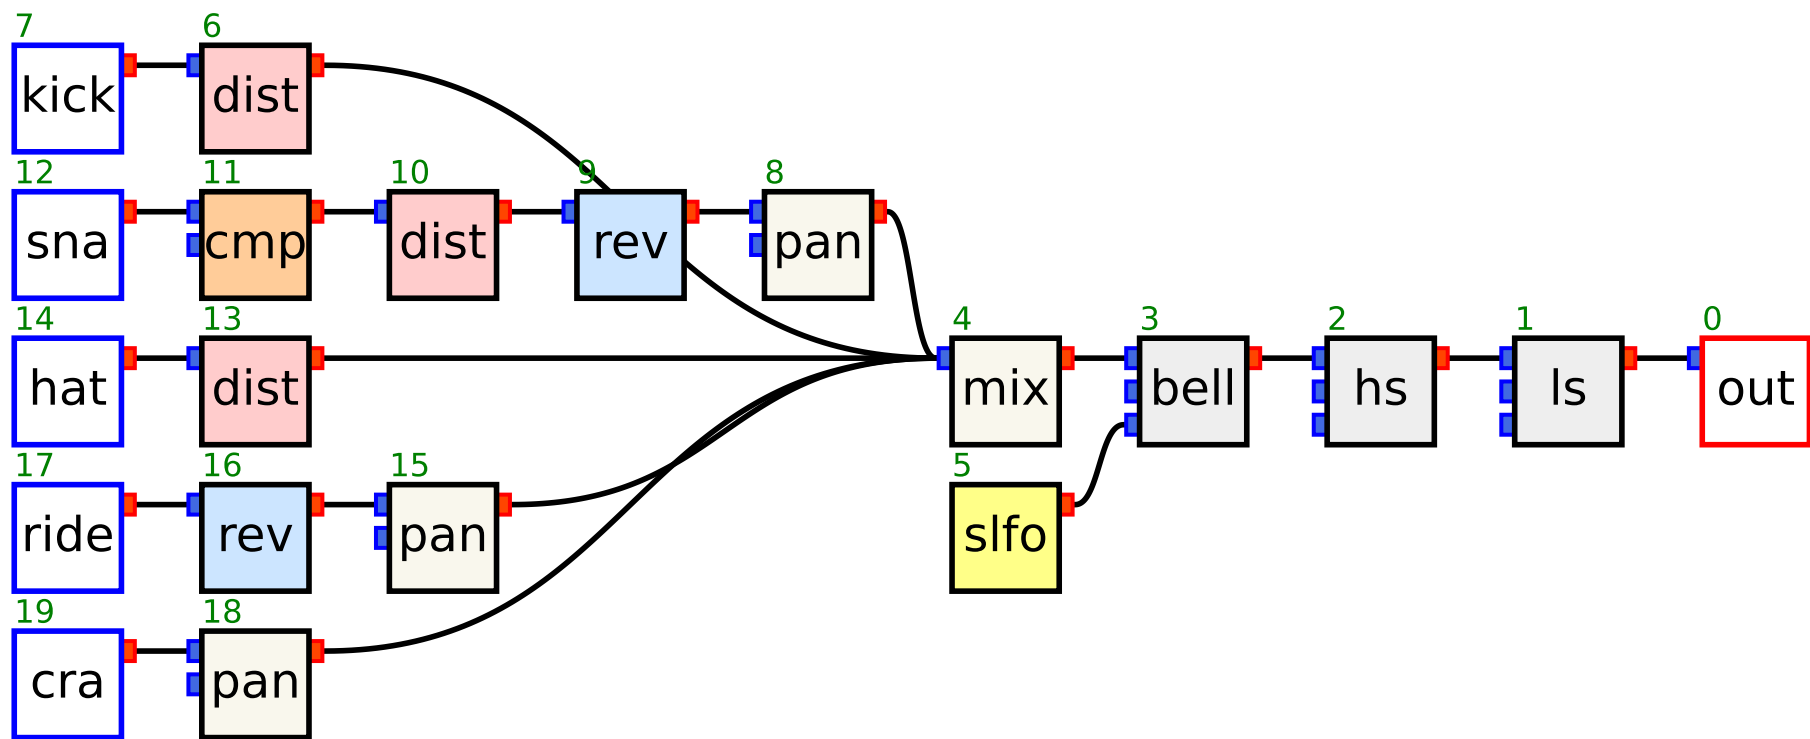 7 6
kick dist
12 11 10 9 8
sna cmp dist rev pan
14 13 4 3 2 1 0
hat dist mix bell hs ls out
17 16 15 5
ride rev pan slfo
19 18
cra pan